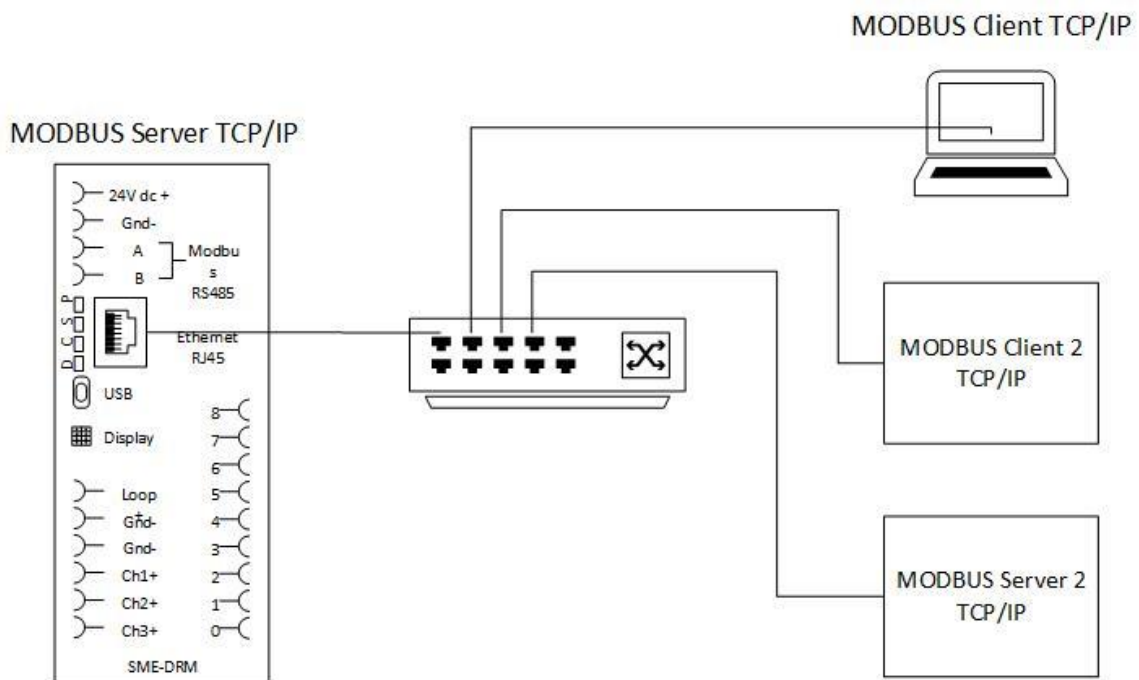 MODBUS Client TCP/IP
MODBUS Server TCP/IP
24V dc +
Gnd-
A
B
Modbu
s
RS485
P
S
C
D
Ethernet
RJ45
USB
Display
8
7
6
5
4
3
2
1
0
Loop
+
Gnd-
Gnd-
Ch1+
Ch2+
Ch3+
SME-DRM
MODBUS Client 2
TCP/IP
MODBUS Server 2
TCP/IP